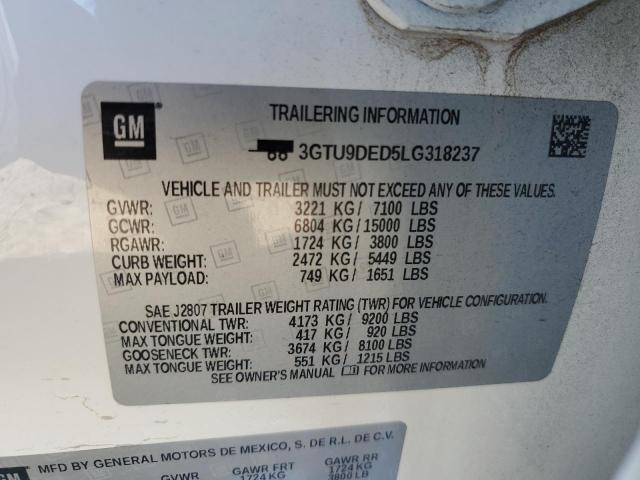 GM
TRAILERING INFORMATION
3GTU9DED5LG318237
VEHICLE AND TRAILER MUST NOT EXCEED ANY OF THESE VALUES.
GVWR: 3221 KG/ 7100 LBS
GCWR: 6804 KG/15000 LBS
RGAWR: 1724 KG/ 3800 LBS
CURB WEIGHT: 2472 KG/ 5449 LBS
MAX PAYLOAD: 749 KG/ 1651 LBS
SAE J2807 TRAILER WEIGHT RATING (TWR) FOR VEHICLE CONFIGURATION.
CONVENTIONAL TWR: 4173 KG/ 9200 LBS
MAX TONGUE WEIGHT: 417 KG/ 920 LBS
GOOSENECK TWR: 3674 KG/ 8100 LBS
MAX TONGUE WEIGHT: 551 KG/ 1215 LBS
SEE OWNER'S MANUAL FOR MORE INFORMATION
GM
MFD BY GENERAL MOTORS DE MEXICO, S. DE R.L. DE C.V.
GVWR GAWR FRT GAWR RR
1724 KG 1724 KG
3800 LB